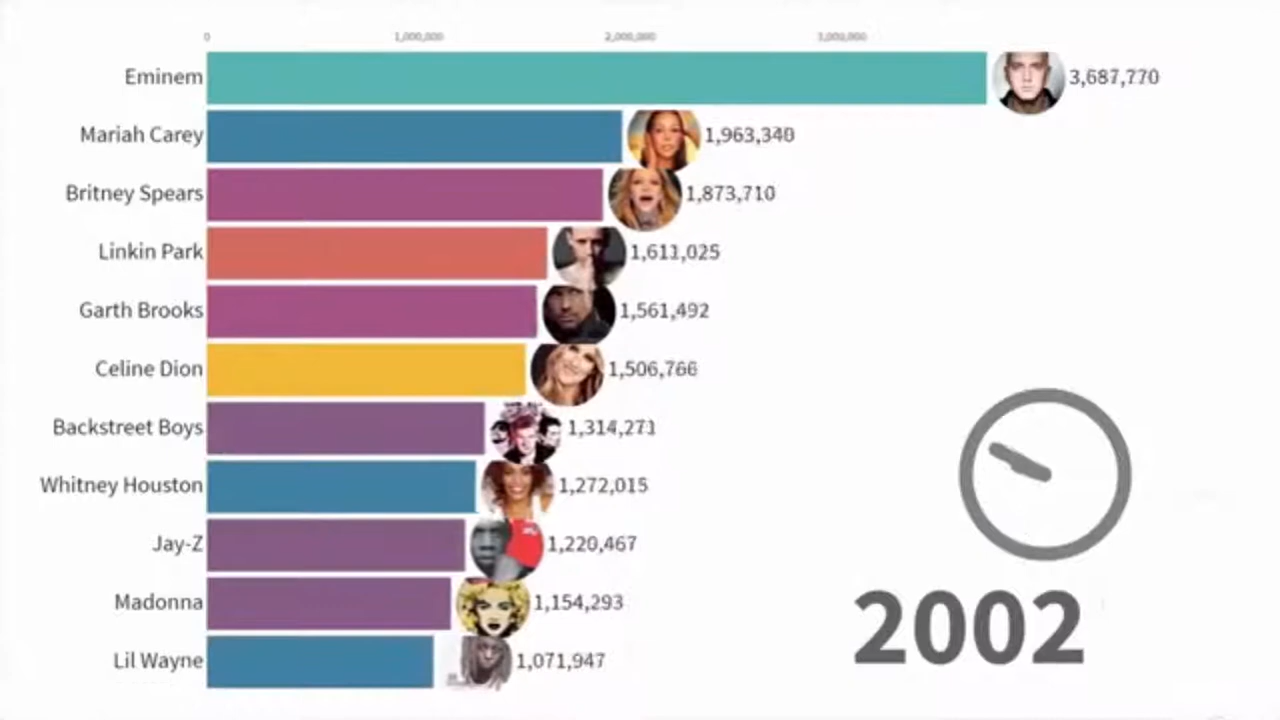 0 1,000,000 2,000,000 3,000,000
Eminem 3,687,770
Mariah Carey 1,963,340
Britney Spears 1,873,710
Linkin Park 1,611,025
Garth Brooks 1,561,492
Celine Dion 1,506,766
Backstreet Boys 1,314,271
Whitney Houston 1,272,015
Jay-Z 1,220,467
Madonna 1,154,293
Lil Wayne 1,071,947
2002